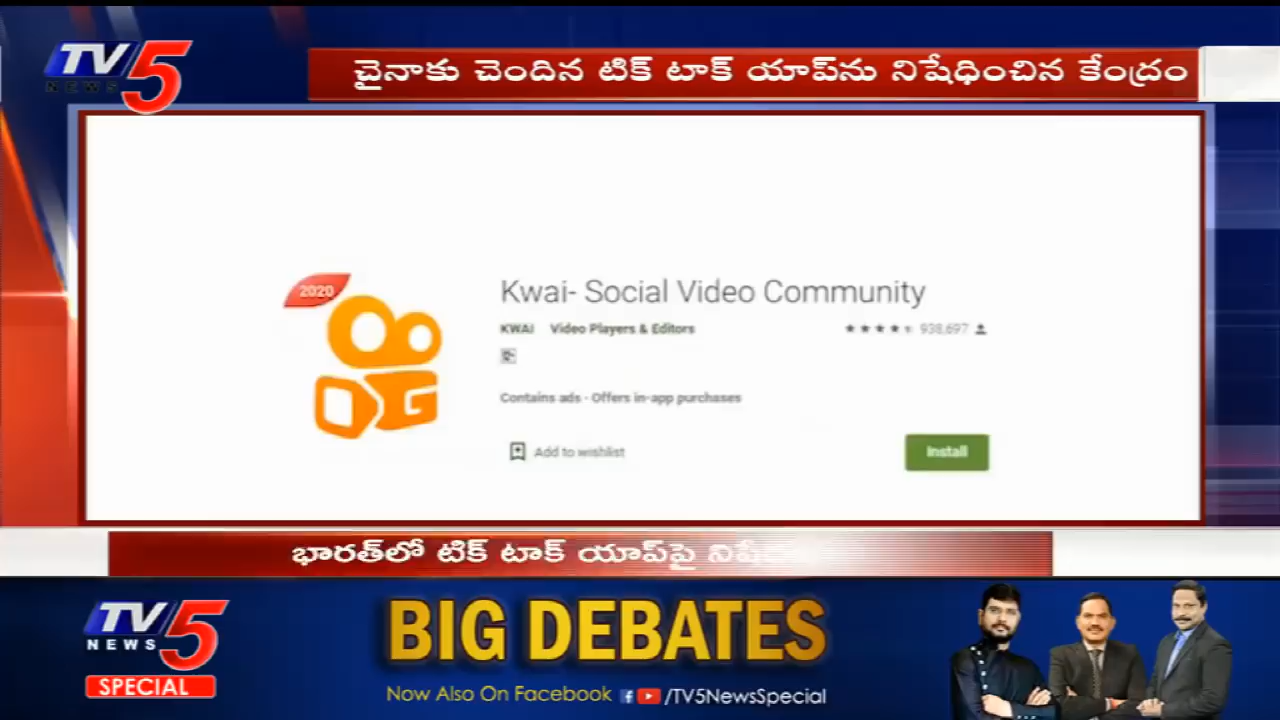 TV5
NEWS
చైనాకు చెందిన టిక్ టాక్ యాప్‌ను నిషేధించిన కేంద్రం
2020
Kwai- Social Video Community
KWAI Video Players & Editors 938,697
Contains ads · Offers in-app purchases
Add to wishlist
Install
భారత్‌లో టిక్ టాక్ యాప్‌పై
TV5
NEWS
SPECIAL
BIG DEBATES
Now Also On Facebook /TV5NewsSpecial